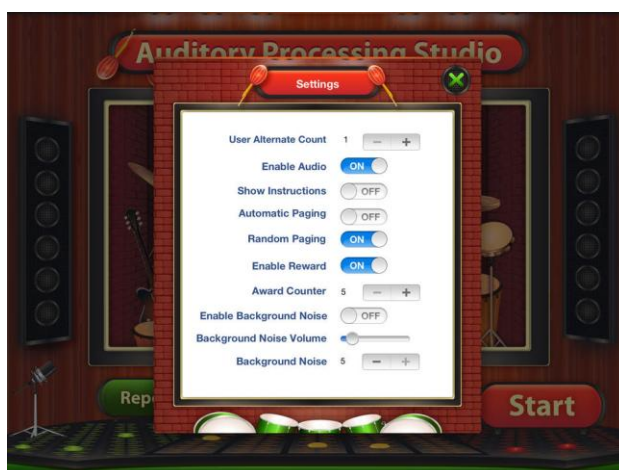 Auditory Processing Studio
Settings
User Alternate Count 1 - +
Enable Audio ON
Show Instructions OFF
Automatic Paging OFF
Random Paging ON
Enable Reward ON
Award Counter 5 - +
Enable Background Noise OFF
Background Noise Volume
Background Noise 5 - +
Rep
Start